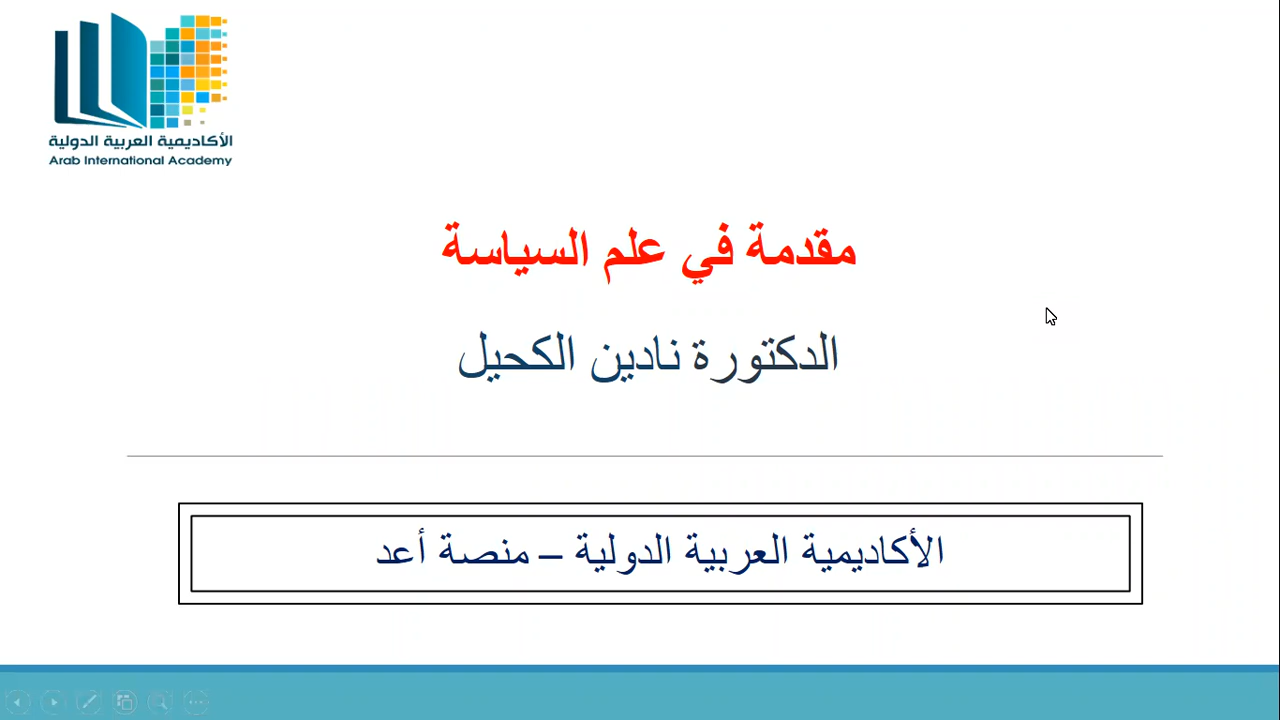 الأكاديمية العربية الدولية
Arab International Academy
مقدمة في علم السياسة
الدكتورة نادين الكحيل
الأكاديمية العربية الدولية – منصة أعد